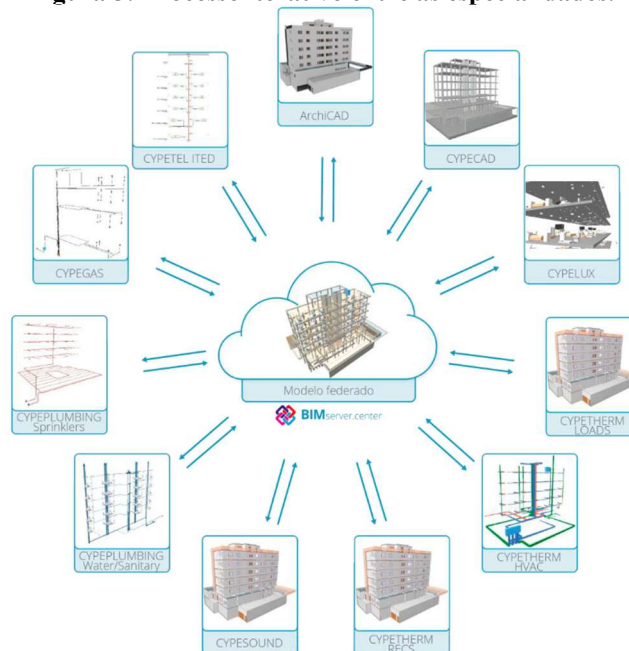 ArchiCAD
CYPETEL ITED
CYPECAD
CYPEGAS
CYPELUX
Modelo federado
BIMserver.center
CYPEPLUMBING
Sprinklers
CYPETHERM
LOADS
CYPEPLUMBING
Water/Sanitary
CYPETHERM
HVAC
CYPESOUND
CYPETHERM
RECS